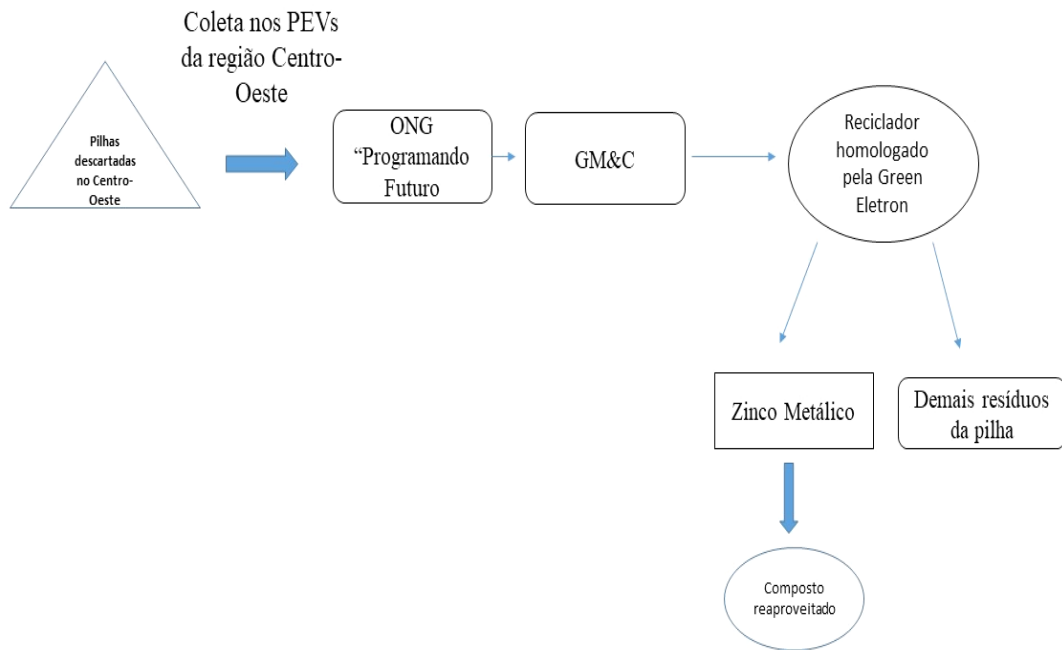 Coleta nos PEVs
da região Centro-
Oeste
Pilhas
descartadas
no Centro-
Oeste
ONG
“Programando
Futuro
GM&C
Reciclador
homologado
pela Green
Eletron
Zinco Metálico
Demais resíduos
da pilha
Composto
reaproveitado